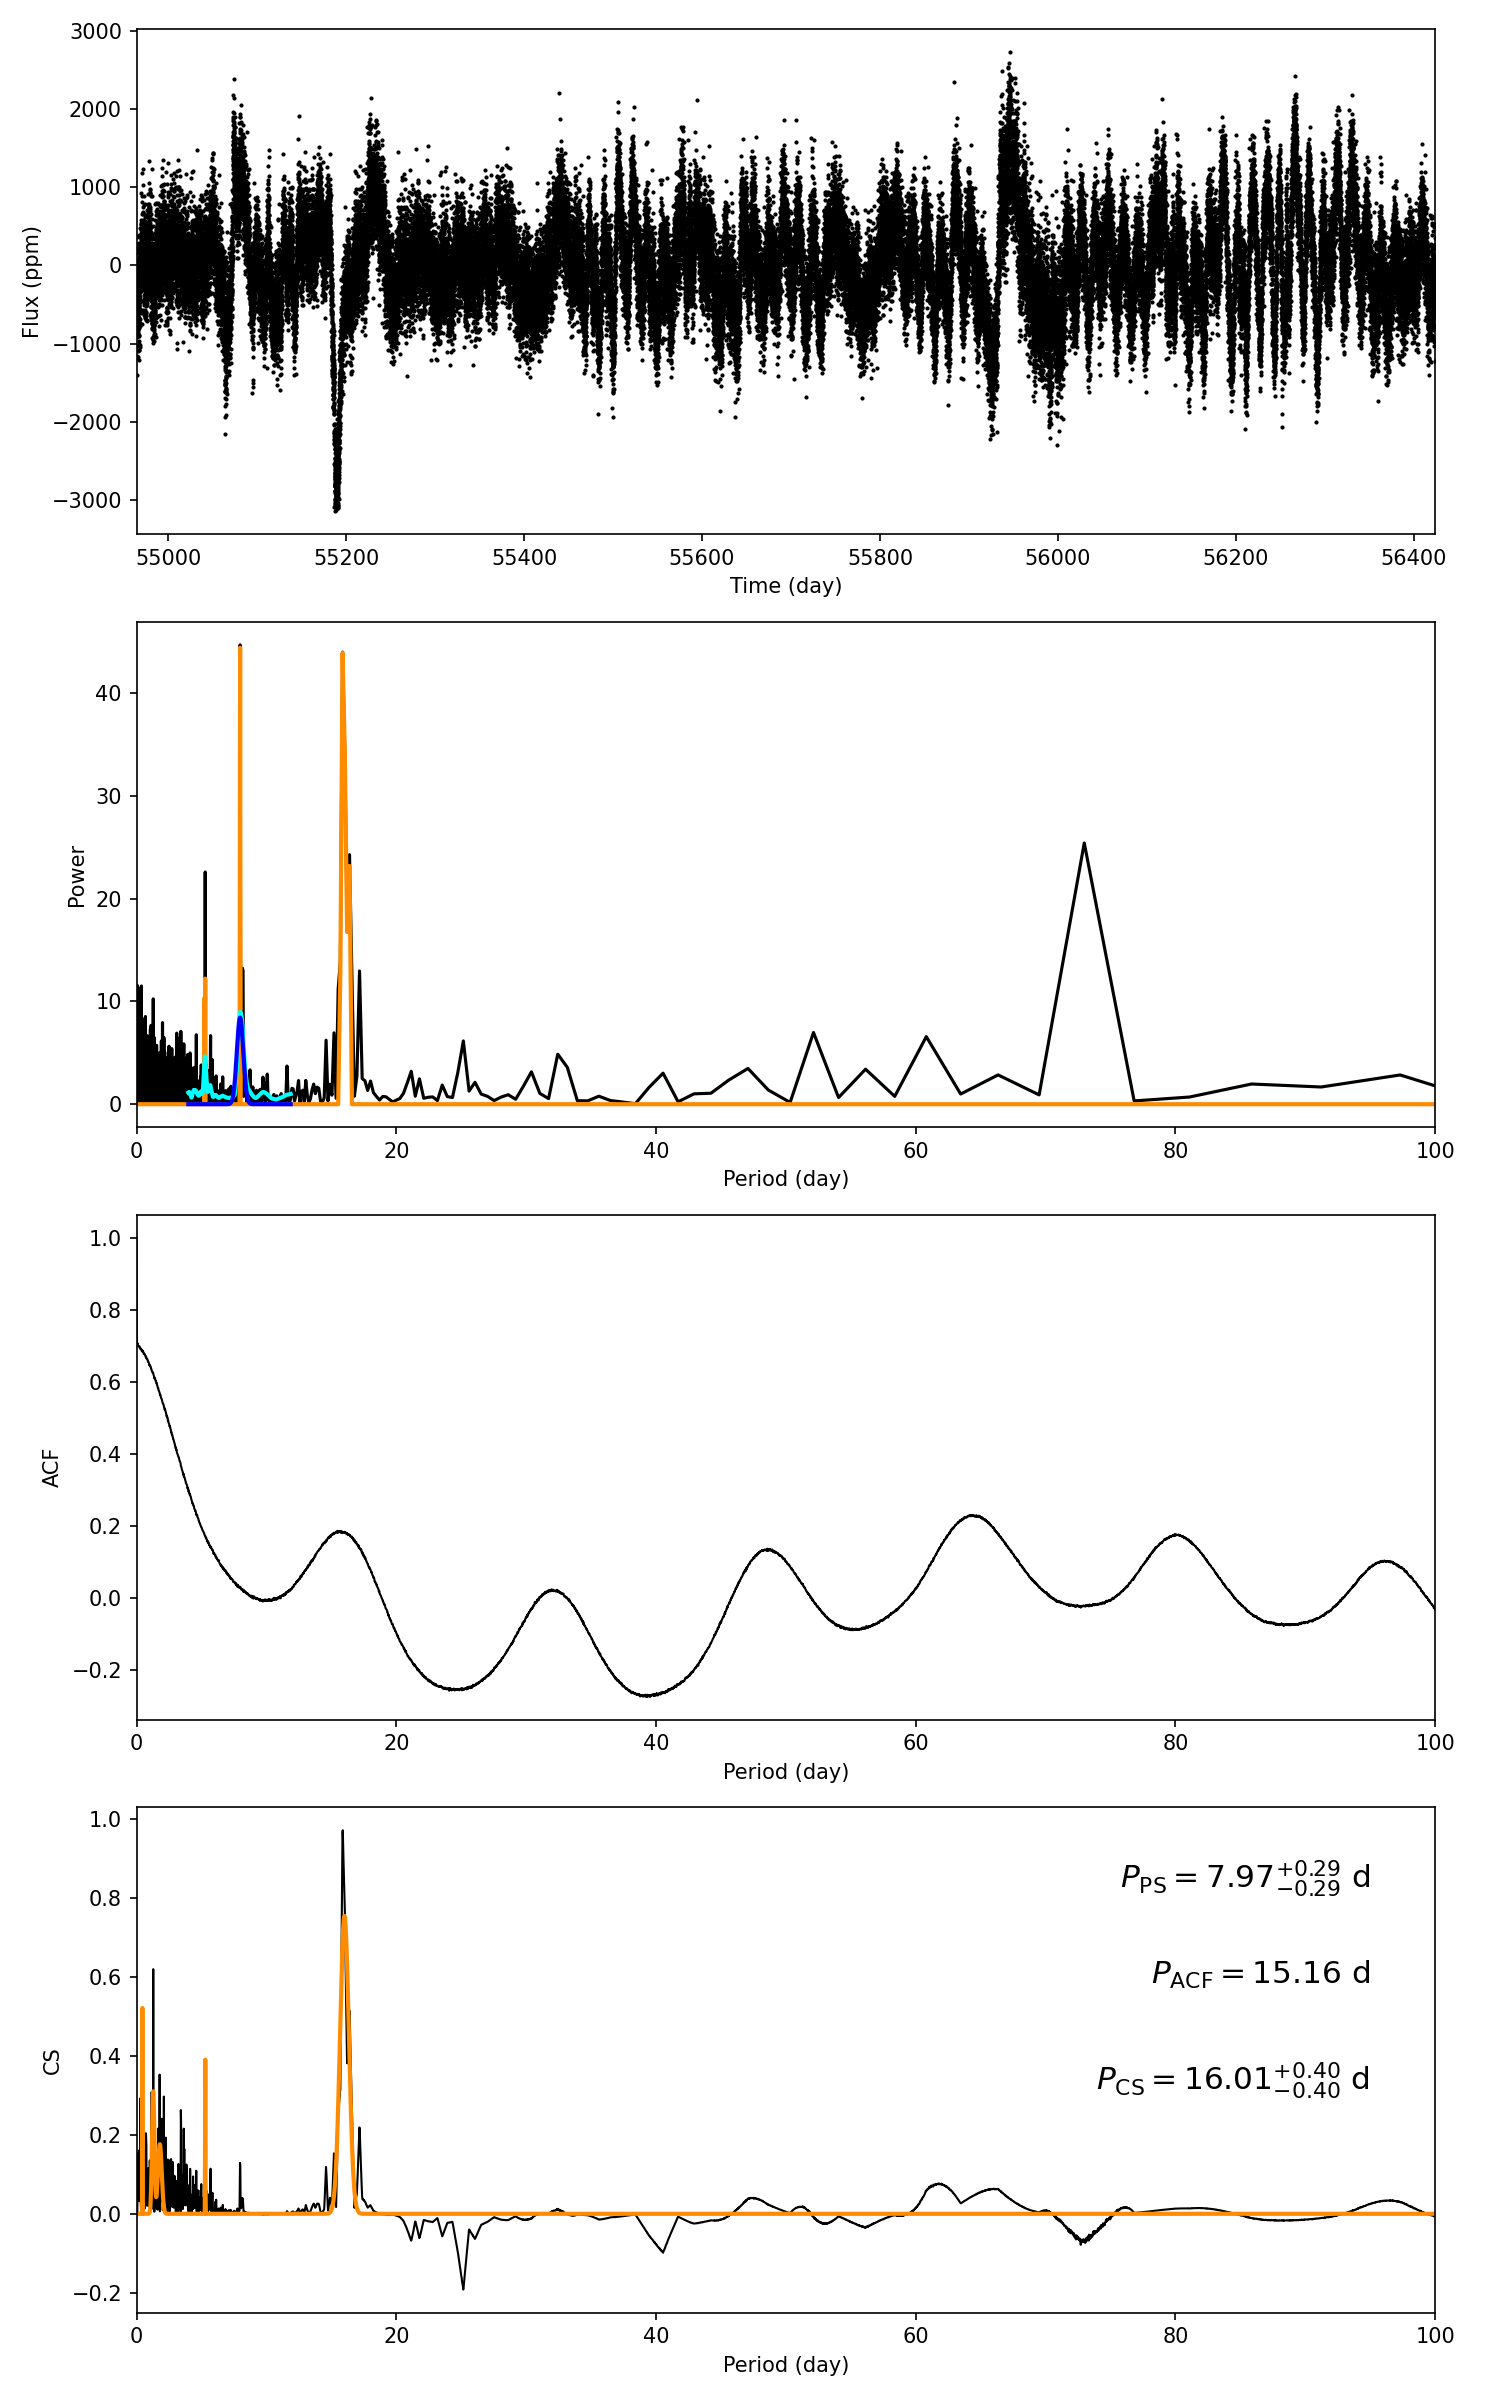 3000
2000
1000
0
−1000
−2000
−3000
Flux (ppm)
55000 55200 55400 55600 55800 56000 56200 56400
Time (day)
40
30
20
10
0
Power
0 20 40 60 80 100
Period (day)
1.0
0.8
0.6
0.4
0.2
0.0
−0.2
ACF
0 20 40 60 80 100
Period (day)
1.0
0.8
0.6
0.4
0.2
0.0
−0.2
CS
P_PS = 7.97 +0.29 −0.29 d
P_ACF = 15.16 d
P_CS = 16.01 +0.40 −0.40 d
0 20 40 60 80 100
Period (day)